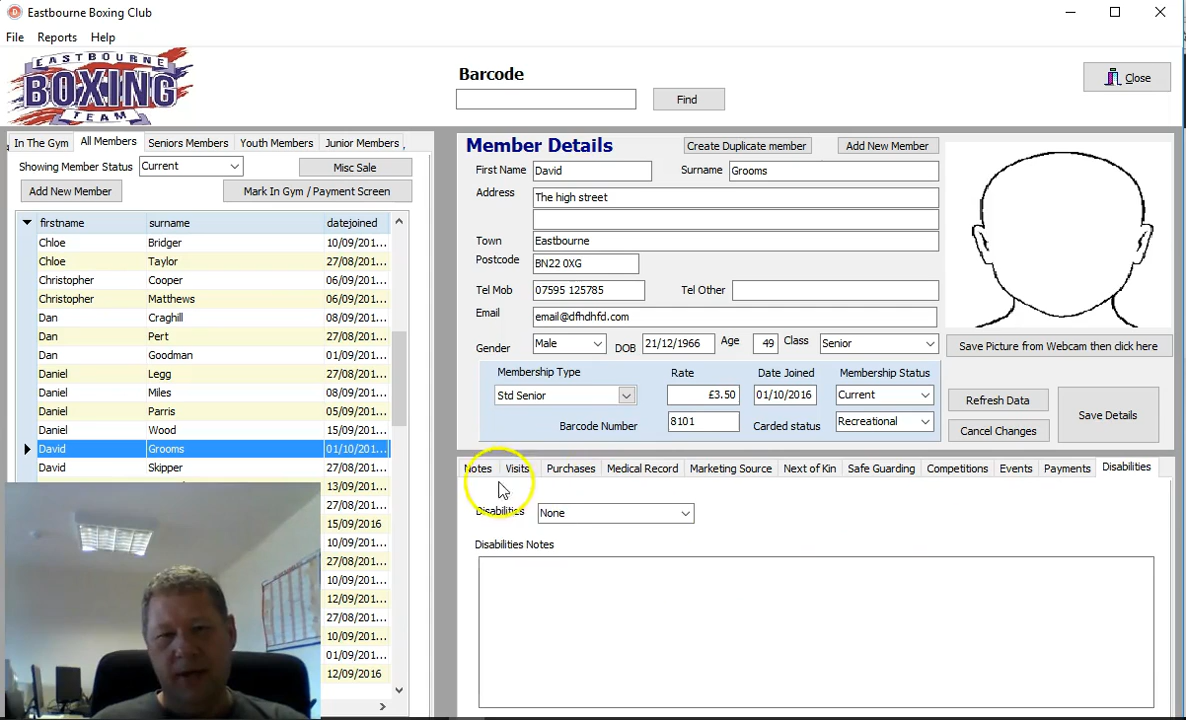 Eastbourne Boxing Club
File Reports Help
EASTBOURNE
BOXING
TEAM
Barcode
Find
Close
In The Gym All Members Seniors Members Youth Members Junior Members
Showing Member Status Current Misc Sale
Add New Member Mark In Gym / Payment Screen
firstname surname datejoined
Chloe Bridger 10/09/201...
Chloe Taylor 27/08/201...
Christopher Cooper 06/09/201...
Christopher Matthews 06/09/201...
Dan Craghill 08/09/201...
Dan Pert 27/08/201...
Dan Goodman 01/09/201...
Daniel Legg 27/08/201...
Daniel Miles 08/09/201...
Daniel Parris 05/09/201...
Daniel Wood 15/09/201...
David Grooms 01/10/201...
David Skipper 27/08/201...
13/09/201...
27/08/201...
15/09/2016
10/09/201...
27/08/201...
10/09/201...
12/09/2016
27/08/201...
10/09/201...
01/09/201...
12/09/2016
Member Details Create Duplicate member Add New Member
First Name David Surname Grooms
Address The high street
Town Eastbourne
Postcode BN22 0XG
Tel Mob 07595 125785 Tel Other
Email email@dfhdhfd.com
Gender Male DOB 21/12/1966 Age 49 Class Senior
Save Picture from Webcam then click here
Membership Type Rate Date Joined Membership Status
Std Senior £3.50 01/10/2016 Current
Barcode Number 8101 Carded status Recreational
Refresh Data
Cancel Changes
Save Details
Notes Visits Purchases Medical Record Marketing Source Next of Kin Safe Guarding Competitions Events Payments Disabilities
Disabilities None
Disabilities Notes